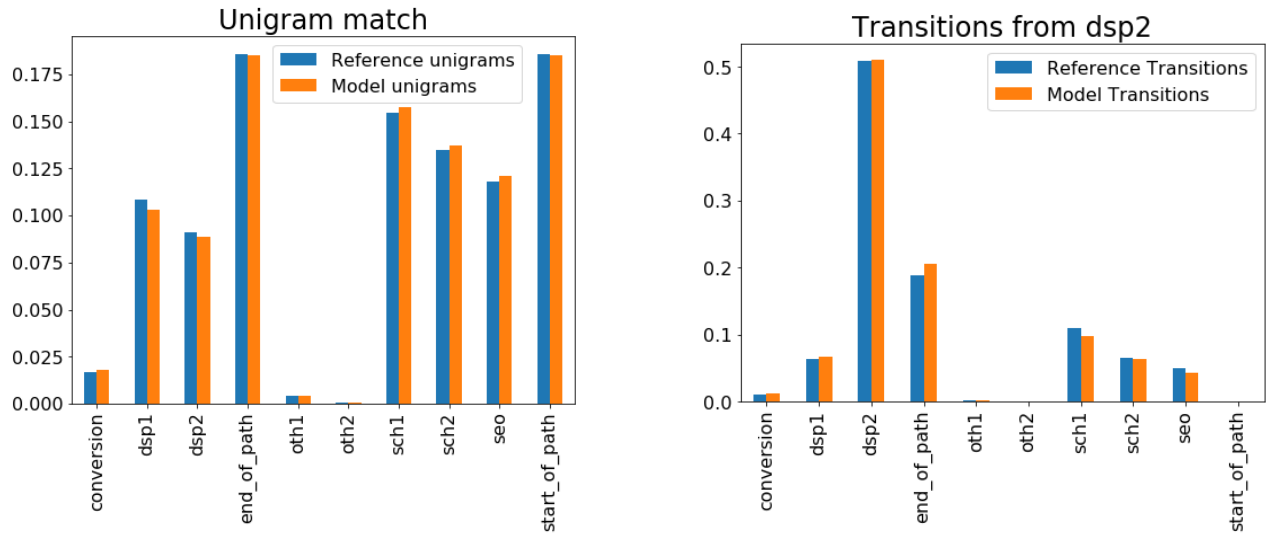 Unigram match
Reference unigrams
Model unigrams
0.175
0.150
0.125
0.100
0.075
0.050
0.025
0.000
conversion
dsp1
dsp2
end_of_path
oth1
oth2
sch1
sch2
seo
start_of_path
Transitions from dsp2
Reference Transitions
Model Transitions
0.5
0.4
0.3
0.2
0.1
0.0
conversion
dsp1
dsp2
end_of_path
oth1
oth2
sch1
sch2
seo
start_of_path